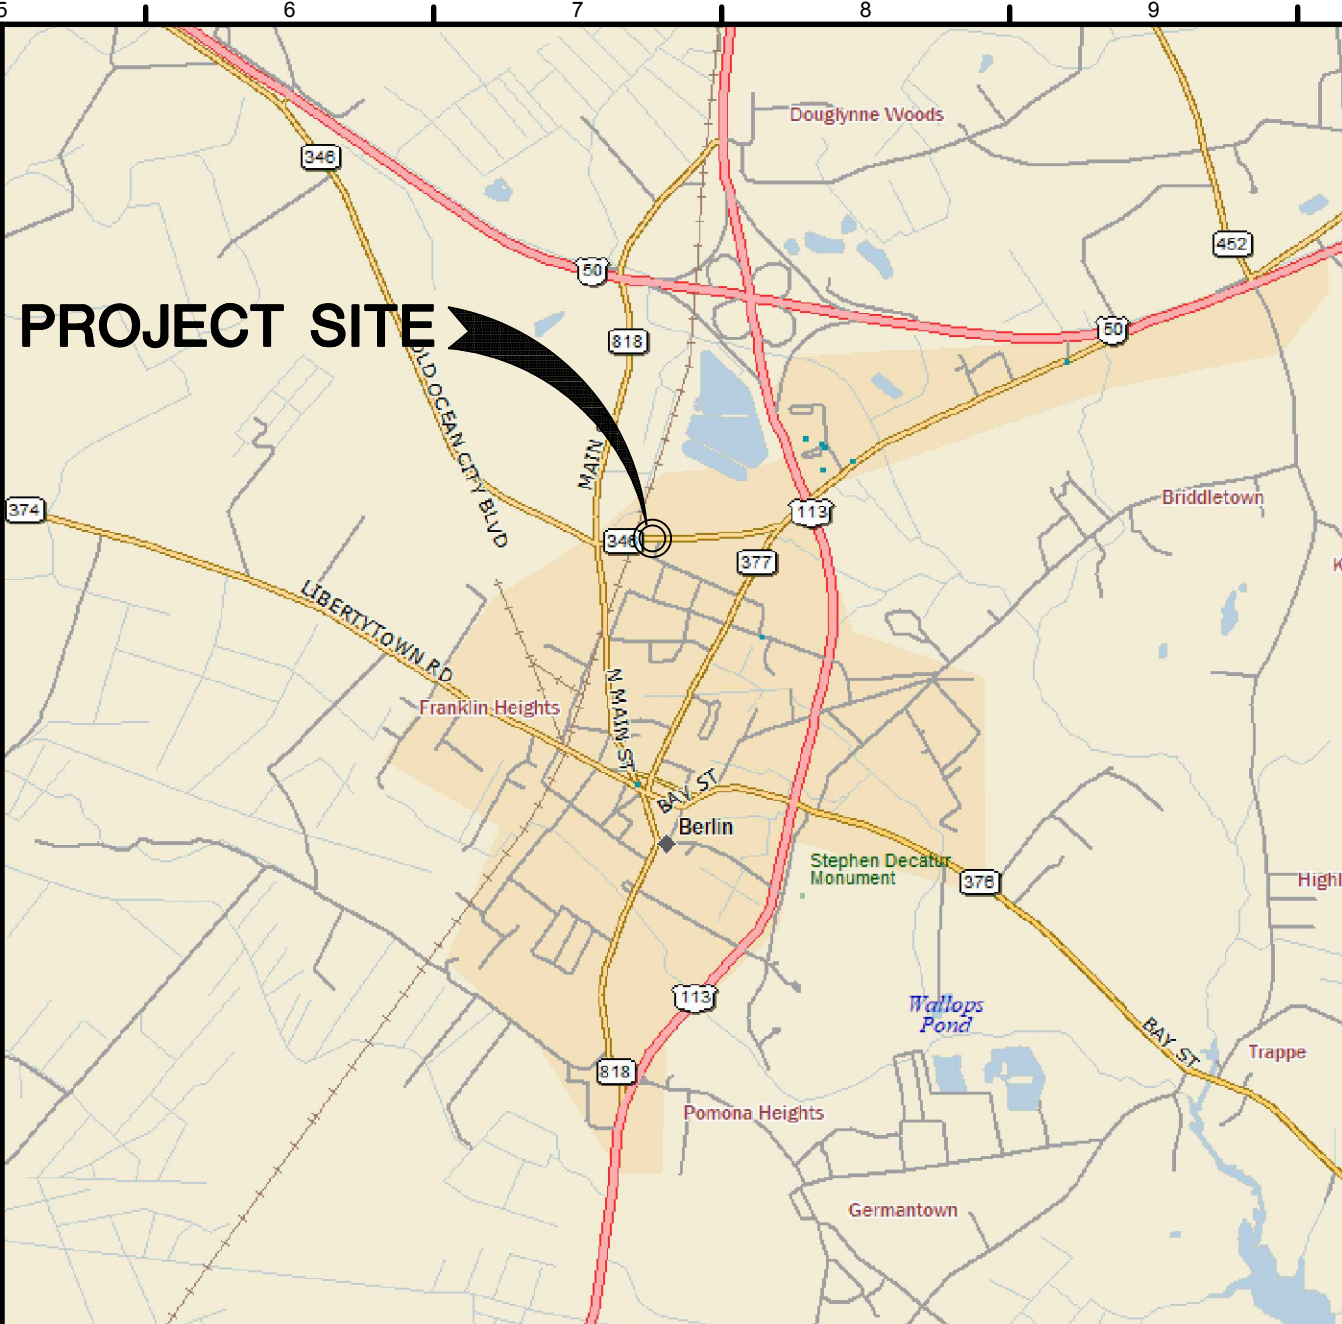 5
6
7
8
9
Douglynne Woods
346
452
50
PROJECT SITE
50
818
OLD OCEAN CITY BLVD
MAIN
Briddletown
374
113
346
377
K
LIBERTYTOWN RD
N MAIN ST
Franklin Heights
BAY ST
Berlin
Stephen Decatur
Monument
376
Highl
113
Wallops
Pond
BAY ST
Trappe
818
Pomona Heights
Germantown